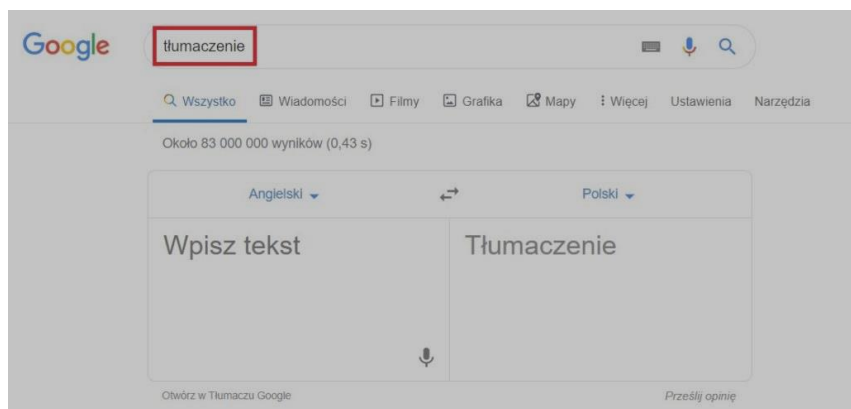 Google tłumaczenie
Wszystko Wiadomości Filmy Grafika Mapy Więcej Ustawienia Narzędzia
Około 83 000 000 wyników (0,43 s)
Angielski Polski
Wpisz tekst Tłumaczenie
Otwórz w Tłumaczu Google Prześlij opinię